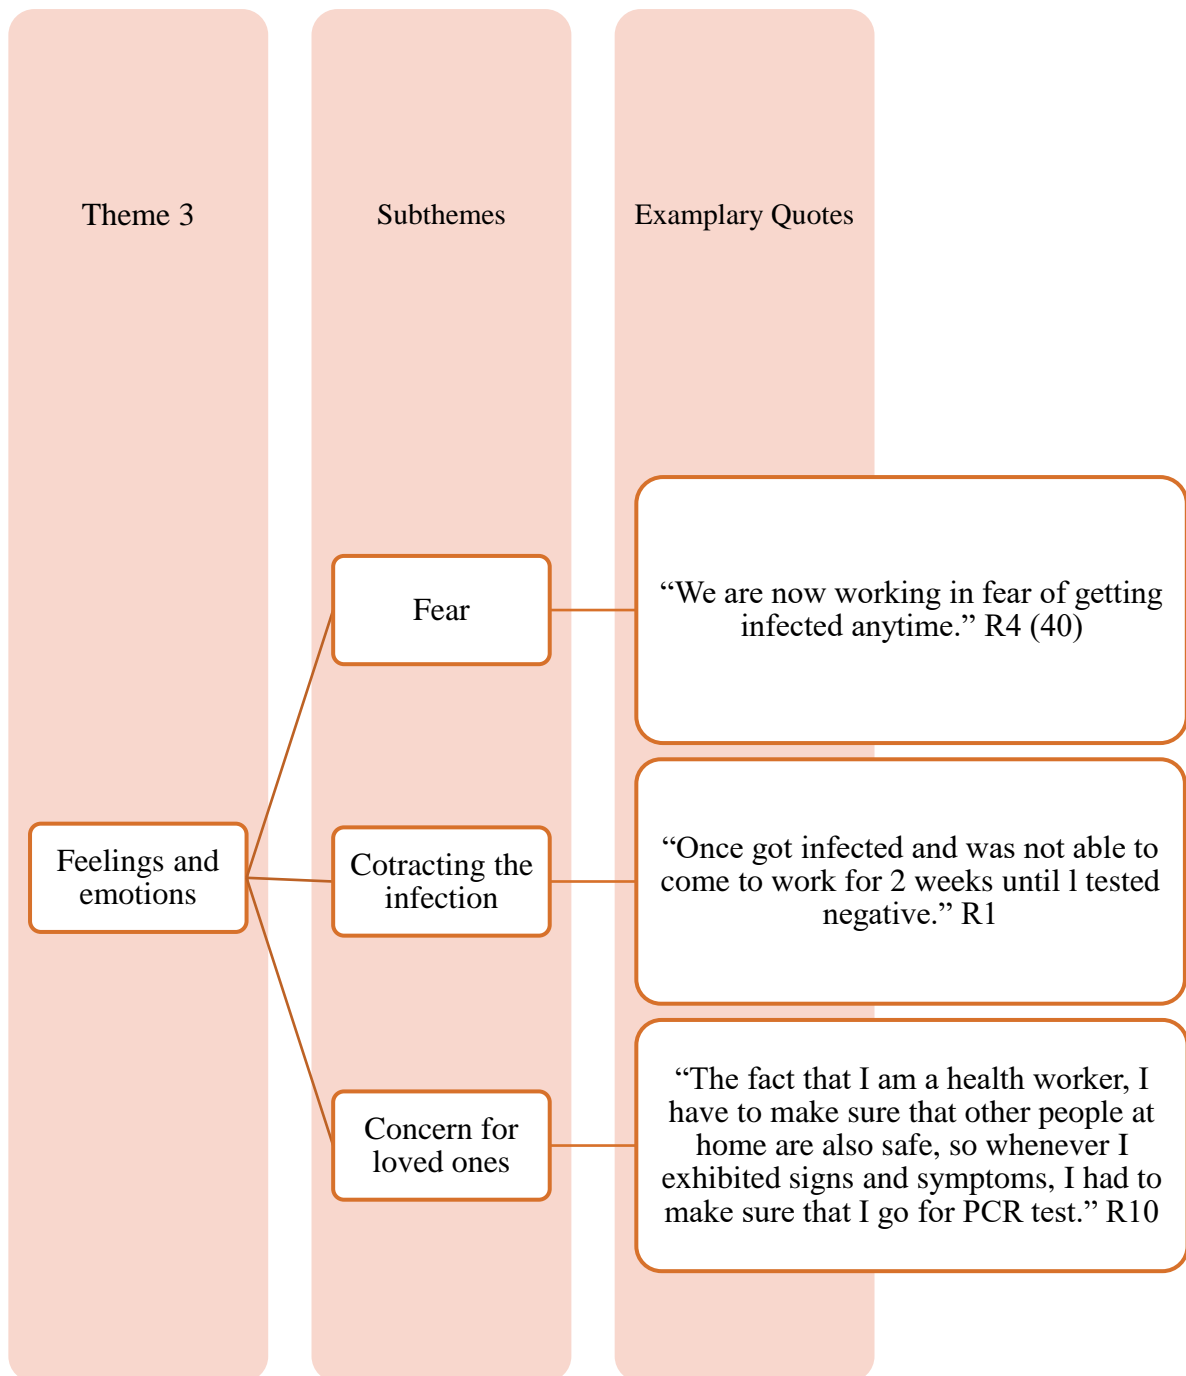 Theme 3
Subthemes
Examplary Quotes
Feelings and
emotions
Fear
“We are now working in fear of getting
infected anytime.” R4 (40)
Cotracting the
infection
“Once got infected and was not able to
come to work for 2 weeks until l tested
negative.” R1
Concern for
loved ones
“The fact that I am a health worker, I
have to make sure that other people at
home are also safe, so whenever I
exhibited signs and symptoms, I had to
make sure that I go for PCR test.” R10